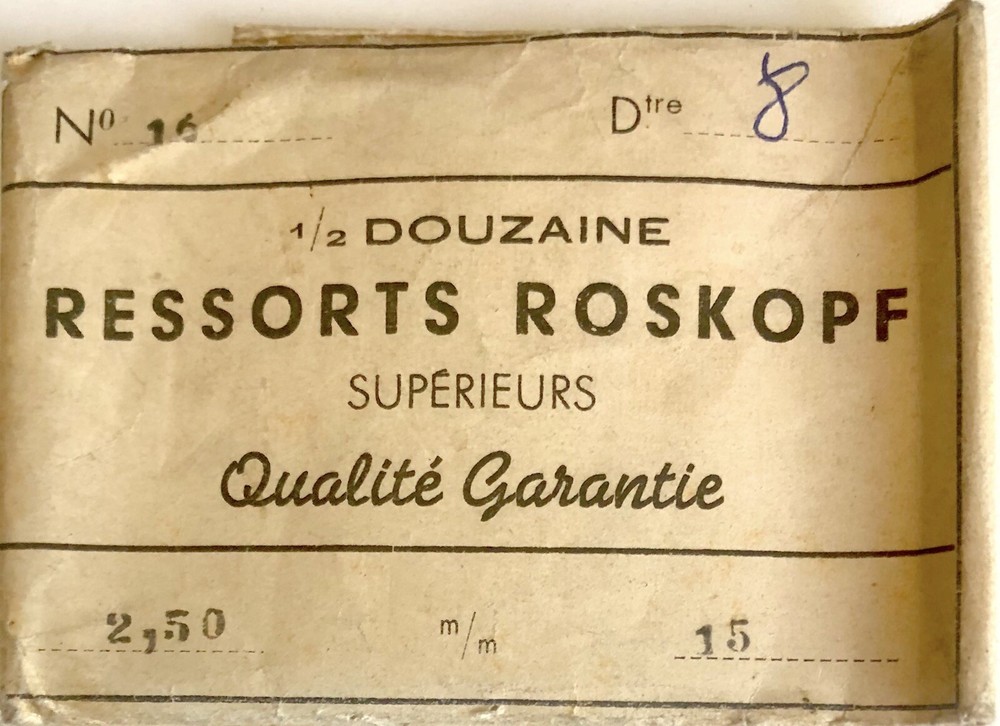 Nº 16 Dtre 8
1/2 DOUZAINE
RESSORTS ROSKOPF
SUPÉRIEURS
Qualité Garantie
2,50 m/m 15